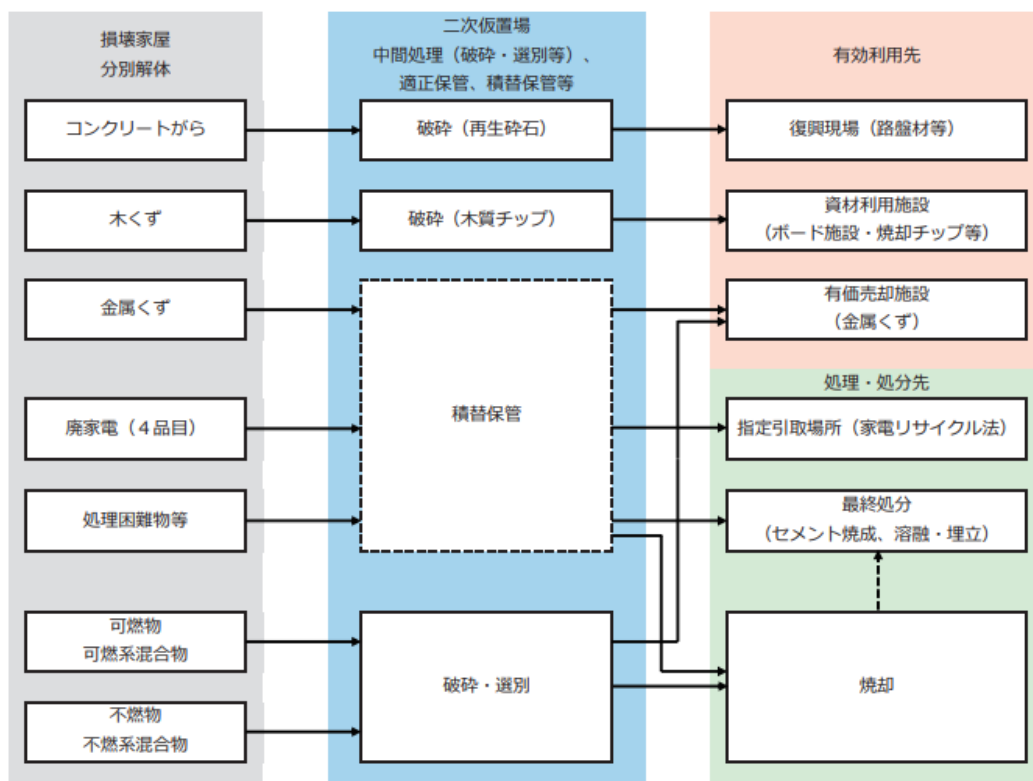 損壊家屋
分別解体
コンクリートがら
木くず
金属くず
廃家電（４品目）
処理困難物等
可燃物
可燃系混合物
不燃物
不燃系混合物
二次仮置場
中間処理（破砕・選別等）、
適正保管、積替保管等
破砕（再生砕石）
破砕（木質チップ）
積替保管
破砕・選別
有効利用先
復興現場（路盤材等）
資材利用施設
（ボード施設・焼却チップ等）
有価売却施設
（金属くず）
処理・処分先
指定引取場所（家電リサイクル法）
最終処分
（セメント焼成、溶融・埋立）
焼却